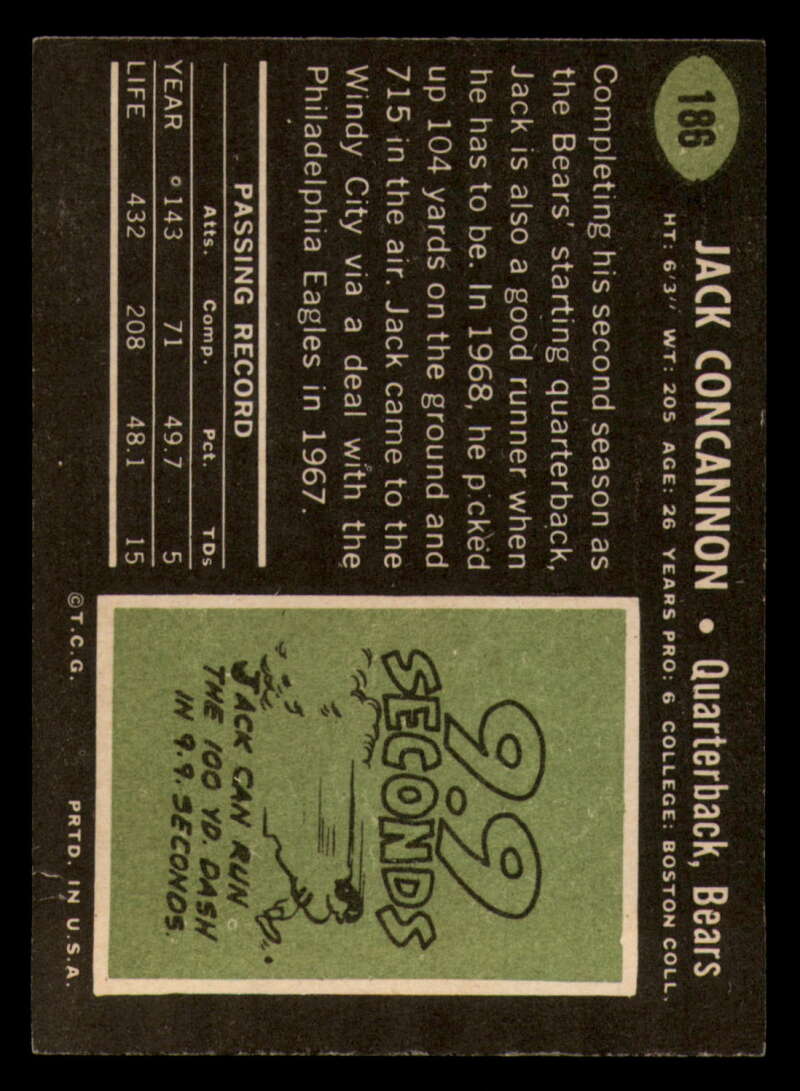 186
JACK CONCANNON • Quarterback, Bears
HT: 6'3" WT: 205 AGE: 26 YEARS PRO: 6 COLLEGE: BOSTON COLL.
Completing his second season as
the Bears' starting quarterback,
Jack is also a good runner when
he has to be. In 1968, he picked
up 104 yards on the ground and
715 in the air. Jack came to the
Windy City via a deal with the
Philadelphia Eagles in 1967.
PASSING RECORD
Atts. Comp. Pct. TDs
YEAR 143 71 49.7 5
LIFE 432 208 48.1 15
9.9
SECONDS
JACK CAN RUN
THE 100 YD. DASH
IN 9.9 SECONDS.
©T.C.G. PRTD. IN U.S.A.